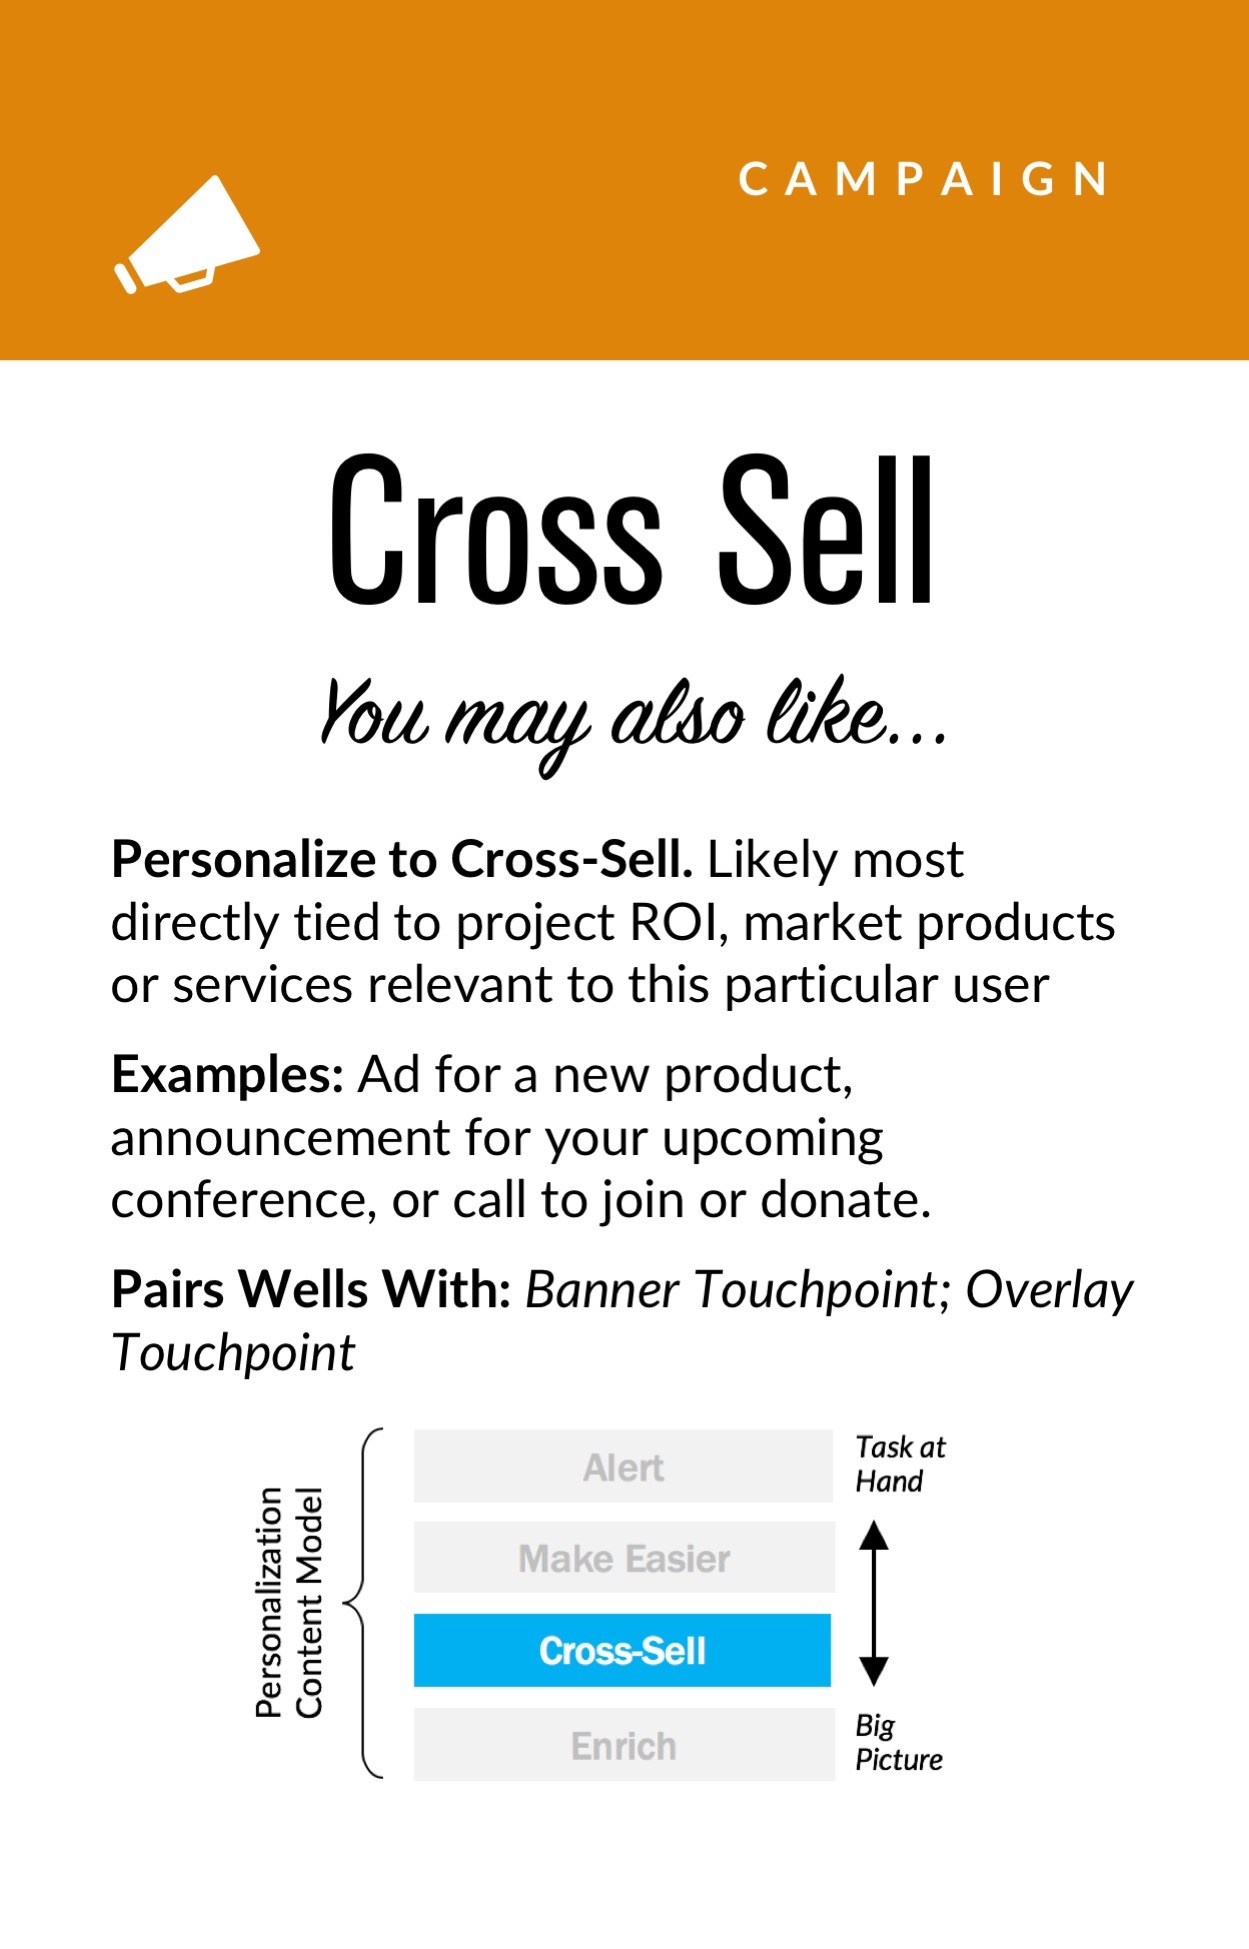 CAMPAIGN
Cross Sell
You may also like...
Personalize to Cross-Sell. Likely most
directly tied to project ROI, market products
or services relevant to this particular user
Examples: Ad for a new product,
announcement for your upcoming
conference, or call to join or donate.
Pairs Wells With: Banner Touchpoint; Overlay
Touchpoint
Personalization
Content Model
Alert
Make Easier
Cross-Sell
Enrich
Task at
Hand
Big
Picture